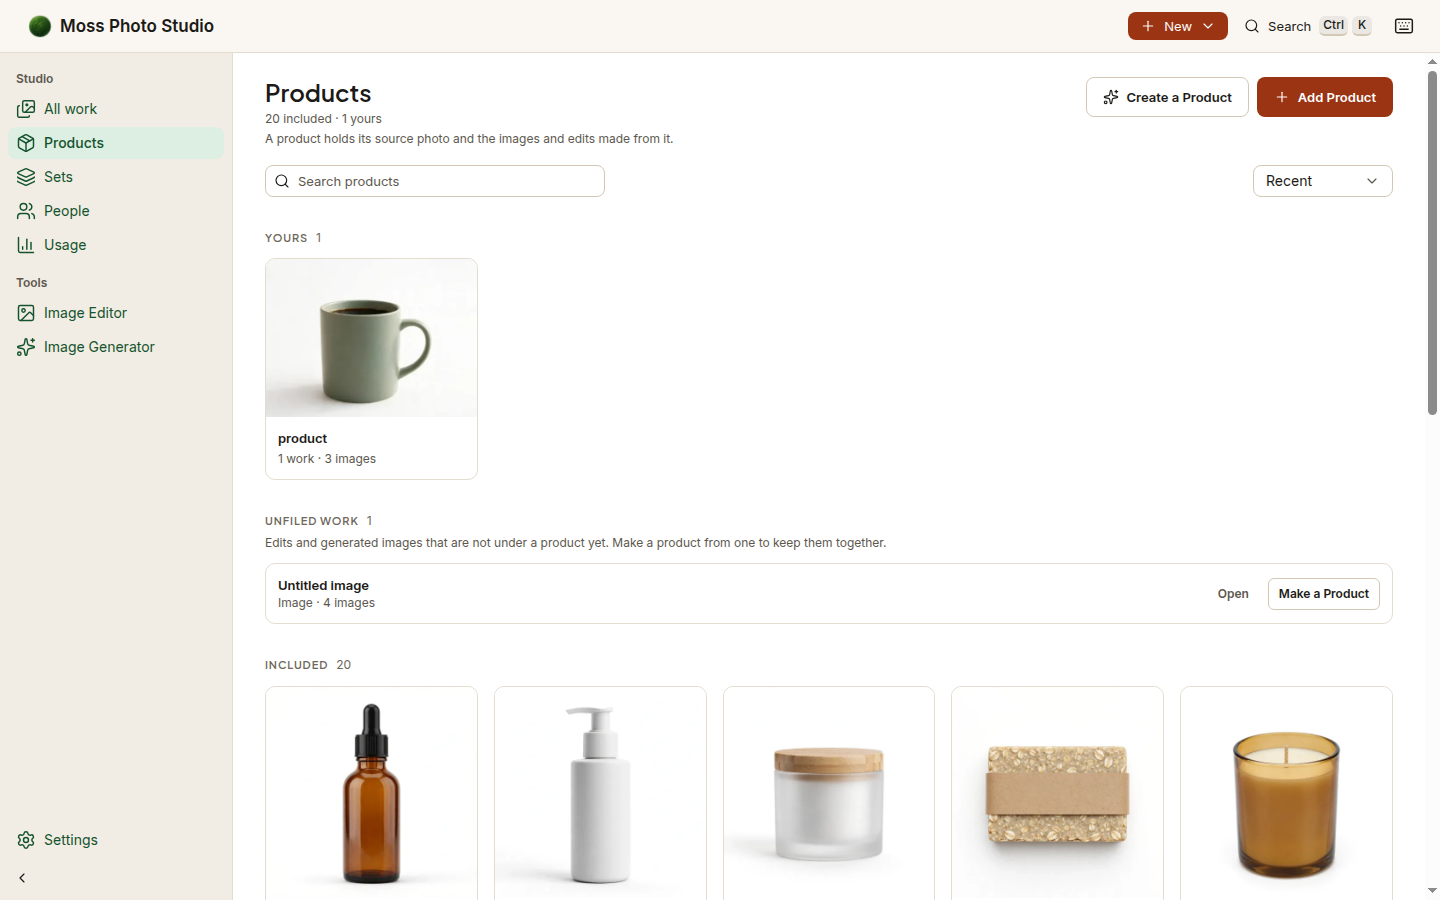 Moss Photo Studio
New
Search Ctrl K
Studio
All work
Products
Sets
People
Usage
Tools
Image Editor
Image Generator
Settings
Products
20 included · 1 yours
A product holds its source photo and the images and edits made from it.
Create a Product
Add Product
Search products
Recent
YOURS 1
product
1 work · 3 images
UNFILED WORK 1
Edits and generated images that are not under a product yet. Make a product from one to keep them together.
Untitled image
Image · 4 images
Open
Make a Product
INCLUDED 20